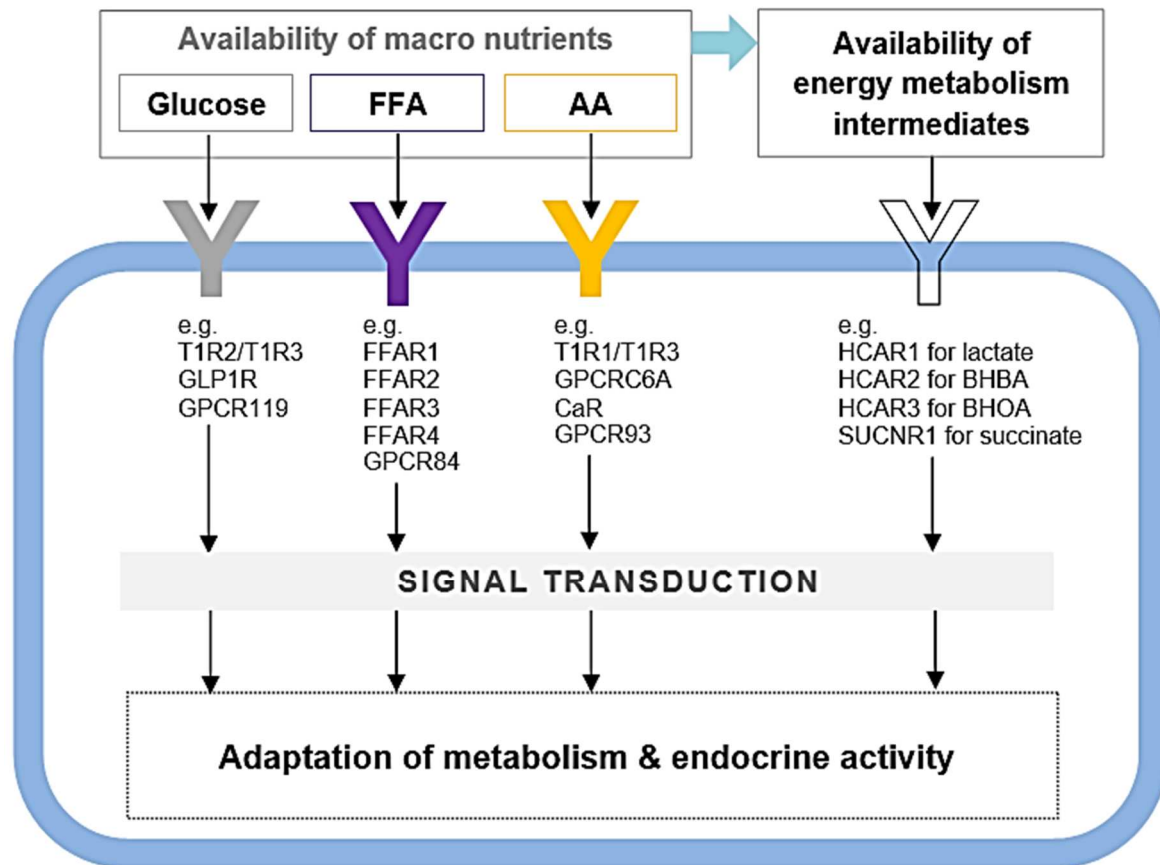 Availability of macro nutrients
Glucose
FFA
AA
Availability of
energy metabolism
intermediates
e.g.
T1R2/T1R3
GLP1R
GPCR119
e.g.
FFAR1
FFAR2
FFAR3
FFAR4
GPCR84
e.g.
T1R1/T1R3
GPCRC6A
CaR
GPCR93
e.g.
HCAR1 for lactate
HCAR2 for BHBA
HCAR3 for BHOA
SUCNR1 for succinate
SIGNAL TRANSDUCTION
Adaptation of metabolism & endocrine activity